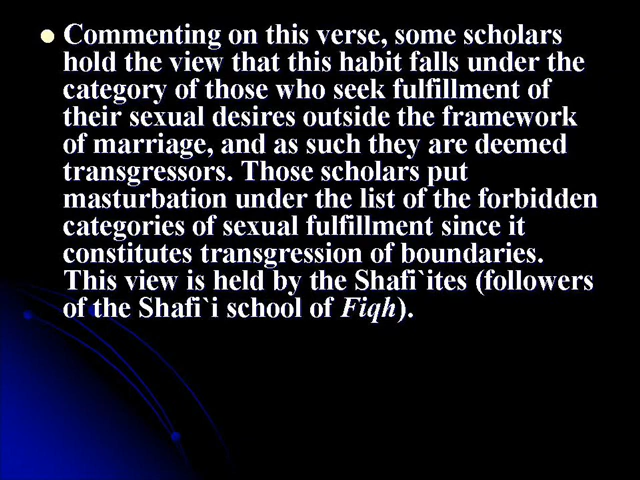 Commenting on this verse, some scholars
hold the view that this habit falls under the
category of those who seek fulfillment of
their sexual desires outside the framework
of marriage, and as such they are deemed
transgressors. Those scholars put
masturbation under the list of the forbidden
categories of sexual fulfillment since it
constitutes transgression of boundaries.
This view is held by the Shafi`ites (followers
of the Shafi`i school of Fiqh).